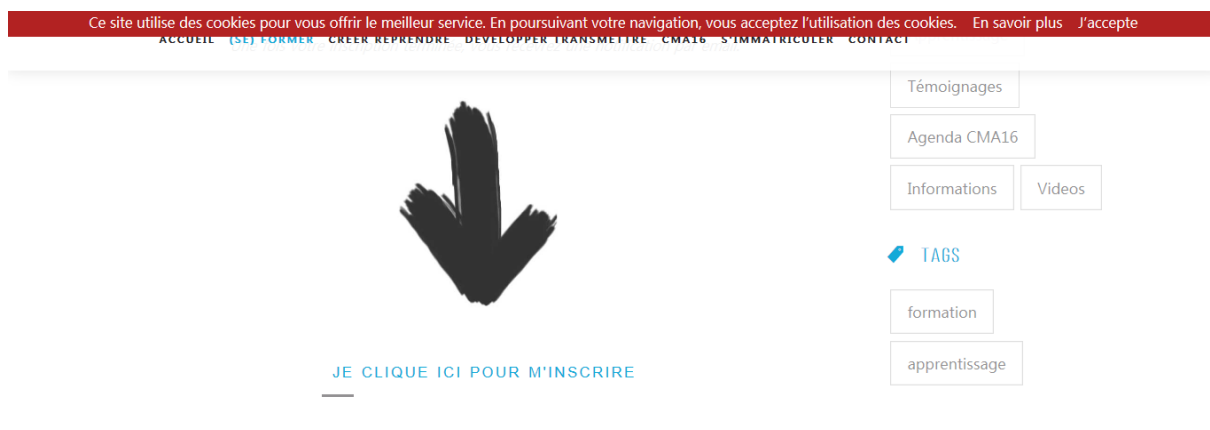 Ce site utilise des cookies pour vous offrir le meilleur service. En poursuivant votre navigation, vous acceptez l'utilisation des cookies. En savoir plus J'accepte
ACCUEIL (SE) FORMER CREER REPRENDRE DEVELOPPER TRANSMETTRE CMA16 S'IMMATRICULER CONTACT
Témoignages
Agenda CMA16
Informations Videos
TAGS
formation
apprentissage
JE CLIQUE ICI POUR M'INSCRIRE